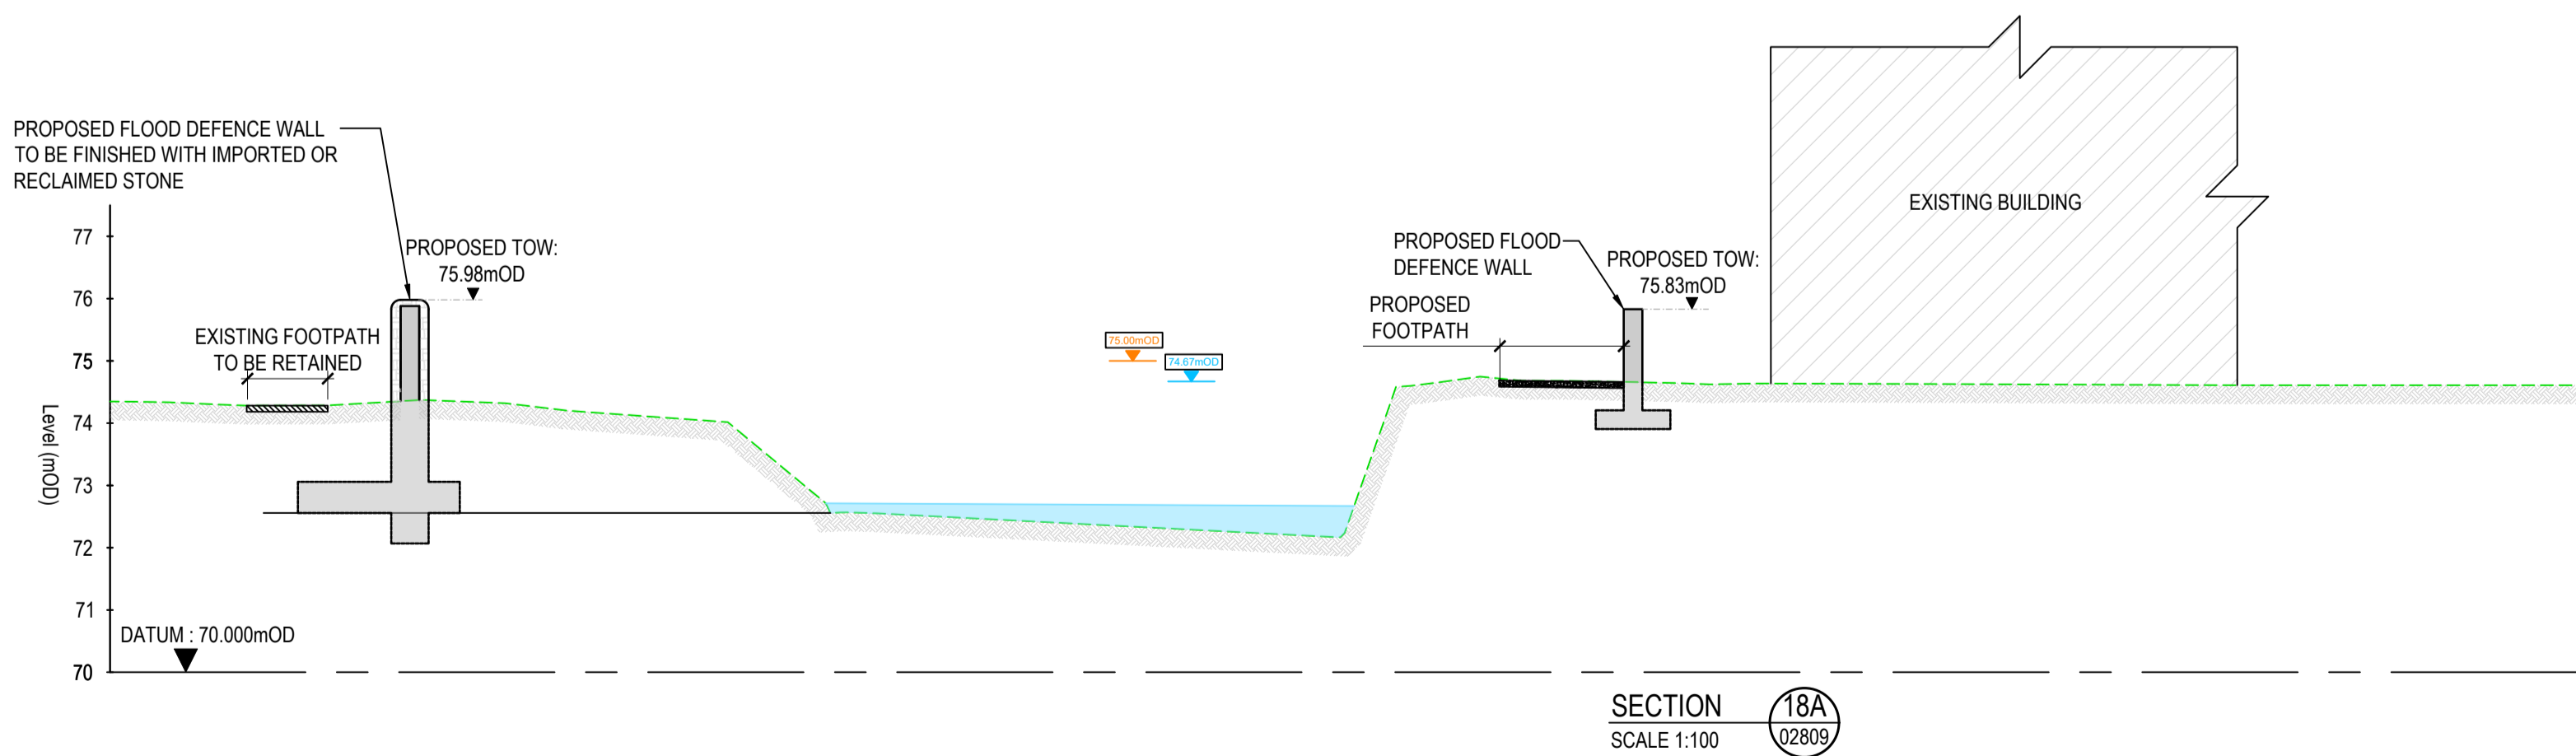 PROPOSED FLOOD DEFENCE WALL
TO BE FINISHED WITH IMPORTED OR
RECLAIMED STONE
PROPOSED TOW:
75.98mOD
EXISTING FOOTPATH
TO BE RETAINED
75.00mOD
74.67mOD
PROPOSED FLOOD
DEFENCE WALL
PROPOSED TOW:
75.83mOD
PROPOSED
FOOTPATH
EXISTING BUILDING
77
76
75
74
73
72
71
70
Level (mOD)
DATUM : 70.000mOD
SECTION
SCALE 1:100
18A
02809